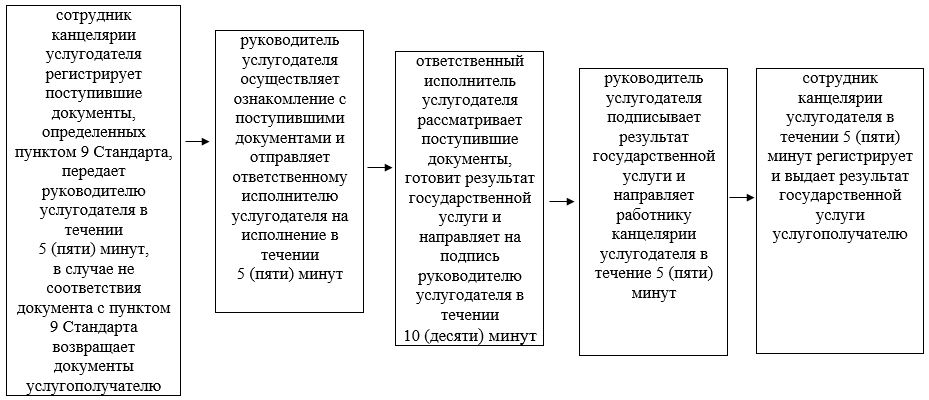 сотрудник
канцелярии
услугодателя
регистрирует
поступившие
документы,
определенных
пунктом 9 Стандарта,
передает
руководителю
услугодателя в
течении
5 (пяти) минут,
в случае не
соответствия
документа с пунктом
9 Стандарта
возвращает
документы
услугополучателю
руководитель
услугодателя
осуществляет
ознакомление с
поступившими
документами и
отправляет
ответственному
исполнителю
услугодателя на
исполнение в
течении
5 (пяти) минут
ответственный
исполнитель
услугодателя
рассматривает
поступившие
документы,
готовит результат
государственной
услуги и
направляет на
подпись
руководителю
услугодателя в
течении
10 (десяти) минут
руководитель
услугодателя
подписывает
результат
государственной
услуги и
направляет
работнику
канцелярии
услугодателя в
течение 5 (пяти)
минут
сотрудник
канцелярии
услугодателя в
течении 5 (пяти)
минут регистрирует
и выдает результат
государственной
услуги
услугополучателю